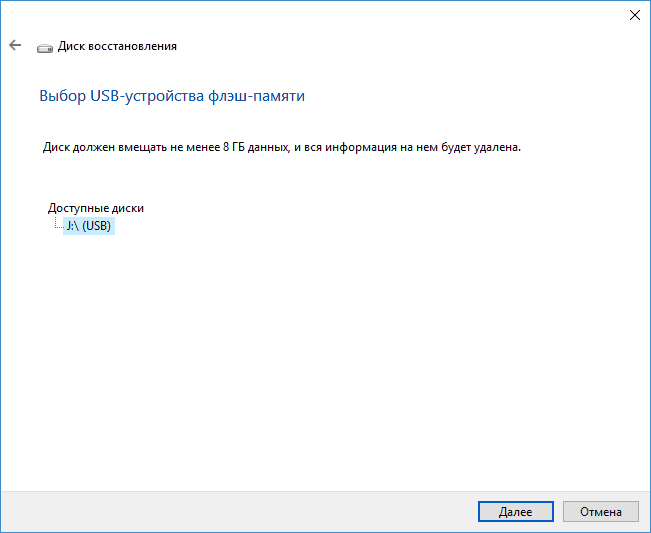 Диск восстановления
Выбор USB-устройства флэш-памяти
Диск должен вмещать не менее 8 ГБ данных, и вся информация на нем будет удалена.
Доступные диски
J:\ (USB)
Далее
Отмена